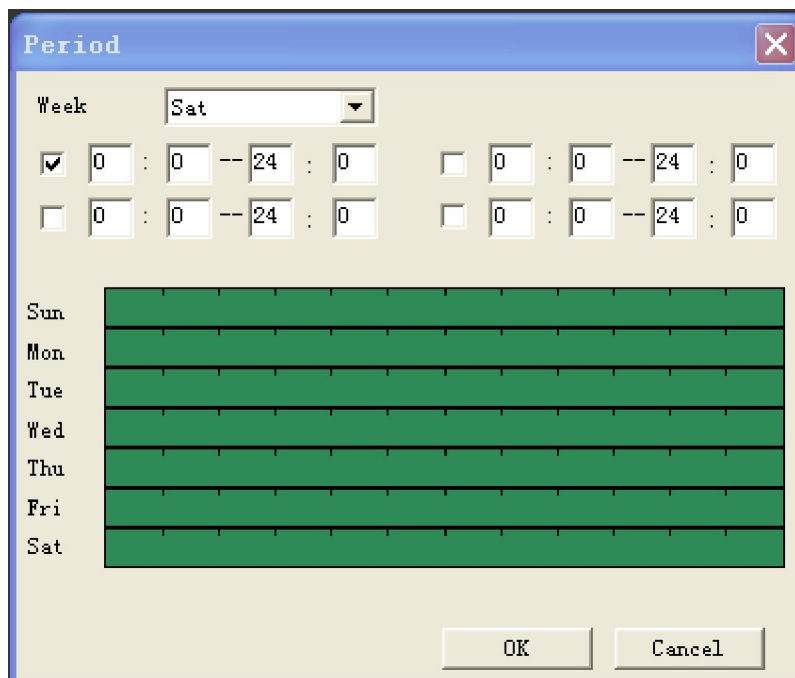 Period
Week Sat
0 : 0 -- 24 : 0 0 : 0 -- 24 : 0
0 : 0 -- 24 : 0 0 : 0 -- 24 : 0
Sun
Mon
Tue
Wed
Thu
Fri
Sat
OK Cancel